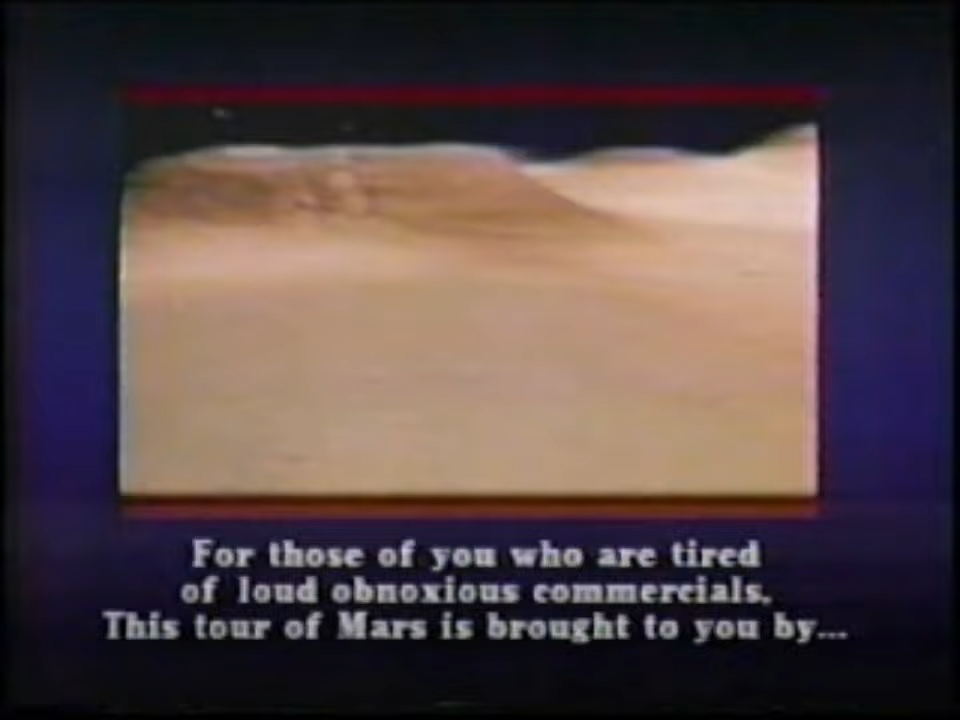 For those of you who are tired
of loud obnoxious commercials.
This tour of Mars is brought to you by...